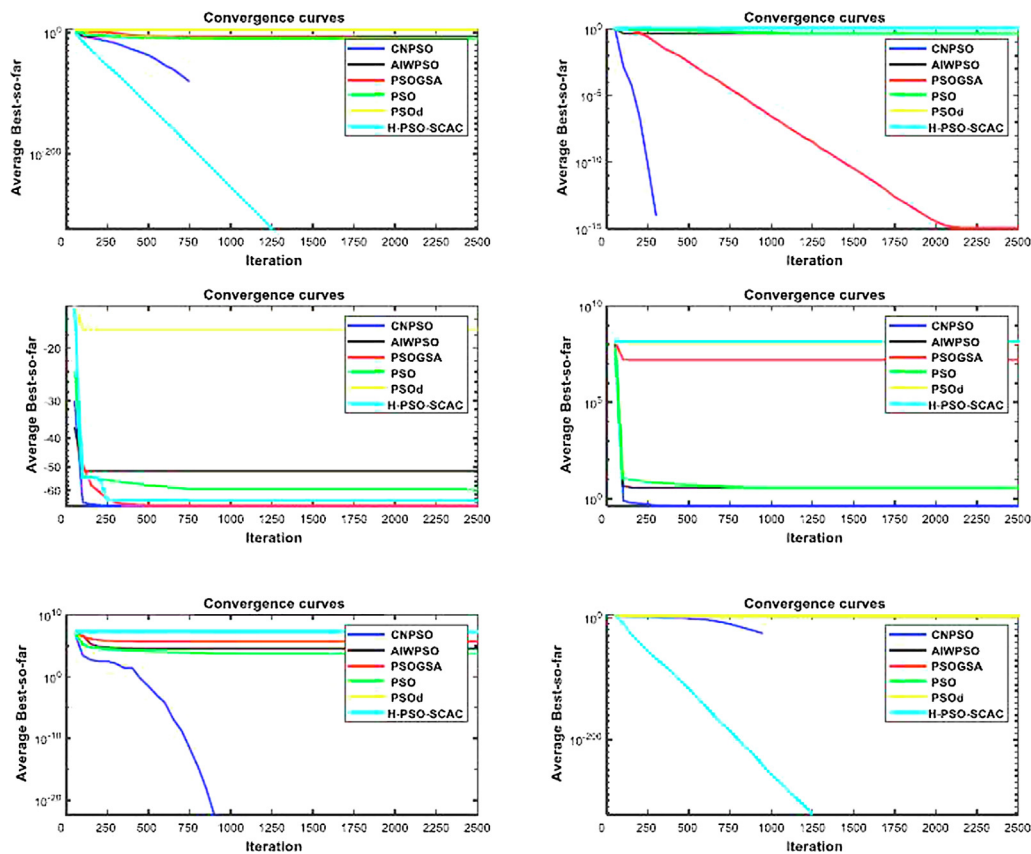 Convergence curves
Average Best-so-far
10^0
10^-200
CNPSO
AIWPSO
PSOGSA
PSO
PSOd
H-PSO-SCAC
0 250 500 750 1000 1250 1500 1750 2000 2250 2500
Iteration
Convergence curves
Average Best-so-far
10^0
10^-5
10^-10
10^-15
CNPSO
AIWPSO
PSOGSA
PSO
PSOd
H-PSO-SCAC
0 250 500 750 1000 1250 1500 1750 2000 2250 2500
Iteration
Convergence curves
Average Best-so-far
-20
-30
-40
-50
-60
CNPSO
AIWPSO
PSOGSA
PSO
PSOd
H-PSO-SCAC
0 250 500 750 1000 1250 1500 1750 2000 2250 2500
Iteration
Convergence curves
Average Best-so-far
10^10
10^5
10^0
CNPSO
AIWPSO
PSOGSA
PSO
PSOd
H-PSO-SCAC
0 250 500 750 1000 1250 1500 1750 2000 2250 2500
Iteration
Convergence curves
Average Best-so-far
10^10
10^0
10^-10
10^-20
CNPSO
AIWPSO
PSOGSA
PSO
PSOd
H-PSO-SCAC
0 250 500 750 1000 1250 1500 1750 2000 2250 2500
Iteration
Convergence curves
Average Best-so-far
10^0
10^-200
CNPSO
AIWPSO
PSOGSA
PSO
PSOd
H-PSO-SCAC
0 250 500 750 1000 1250 1500 1750 2000 2250 2500
Iteration